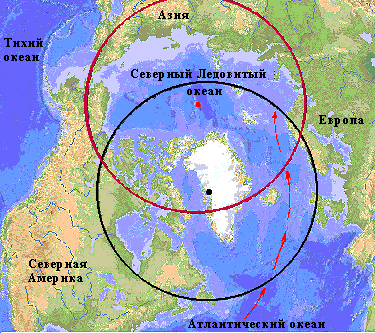 Азия
Тихий
океан
Северный Ледовитый
океан
Европа
Северная
Америка
Атлантический океан